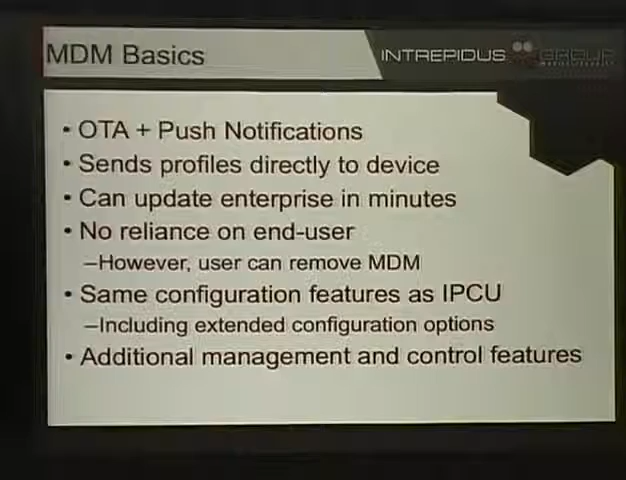 MDM Basics
INTREPIDUS GROUP
• OTA + Push Notifications
• Sends profiles directly to device
• Can update enterprise in minutes
• No reliance on end-user
–However, user can remove MDM
• Same configuration features as IPCU
–Including extended configuration options
• Additional management and control features